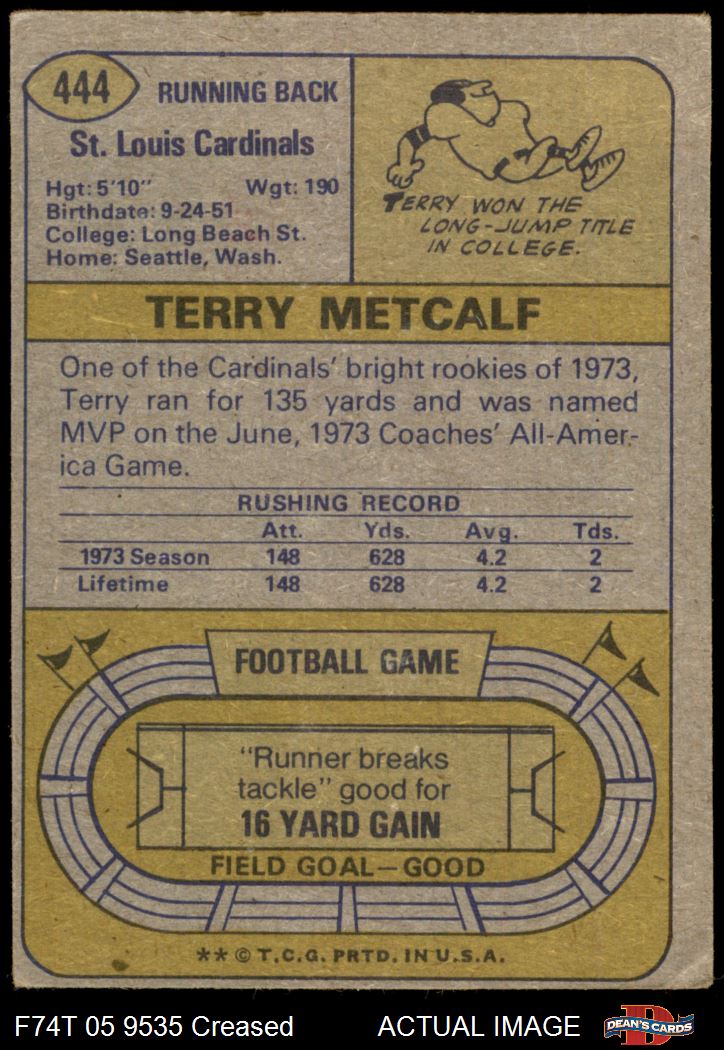 444
RUNNING BACK
St. Louis Cardinals
Hgt: 5'10" Wgt: 190
Birthdate: 9-24-51
College: Long Beach St.
Home: Seattle, Wash.
TERRY WON THE
LONG-JUMP TITLE
IN COLLEGE.
TERRY METCALF
One of the Cardinals' bright rookies of 1973,
Terry ran for 135 yards and was named
MVP on the June, 1973 Coaches' All-Amer-
ica Game.
RUSHING RECORD
Att. Yds. Avg. Tds.
1973 Season 148 628 4.2 2
Lifetime 148 628 4.2 2
FOOTBALL GAME
"Runner breaks
tackle" good for
16 YARD GAIN
FIELD GOAL—GOOD
** © T.C.G. PRTD. IN U.S.A.
F74T 05 9535 Creased ACTUAL IMAGE
D
DEAN'S CARDS